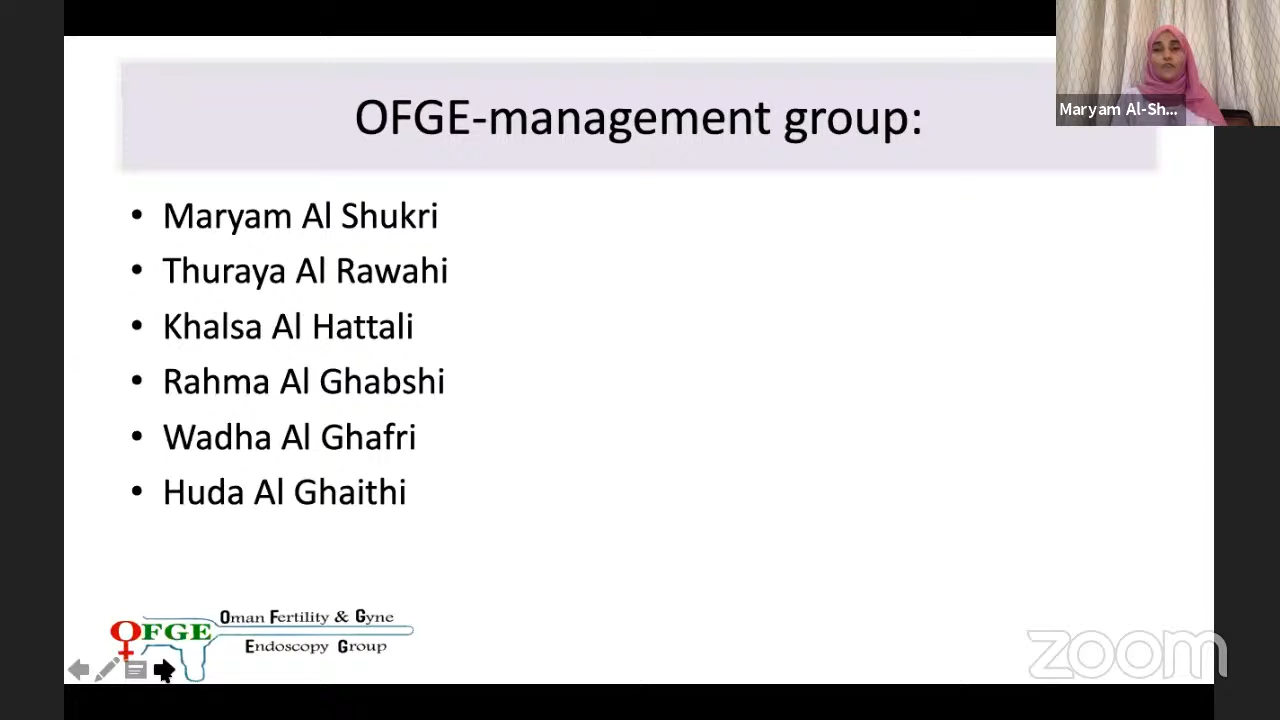 OFGE-management group:
Maryam Al-Sh...
• Maryam Al Shukri
• Thuraya Al Rawahi
• Khalsa Al Hattali
• Rahma Al Ghabshi
• Wadha Al Ghafri
• Huda Al Ghaithi
OFGE
Oman Fertility & Gyne
Endoscopy Group
zoom